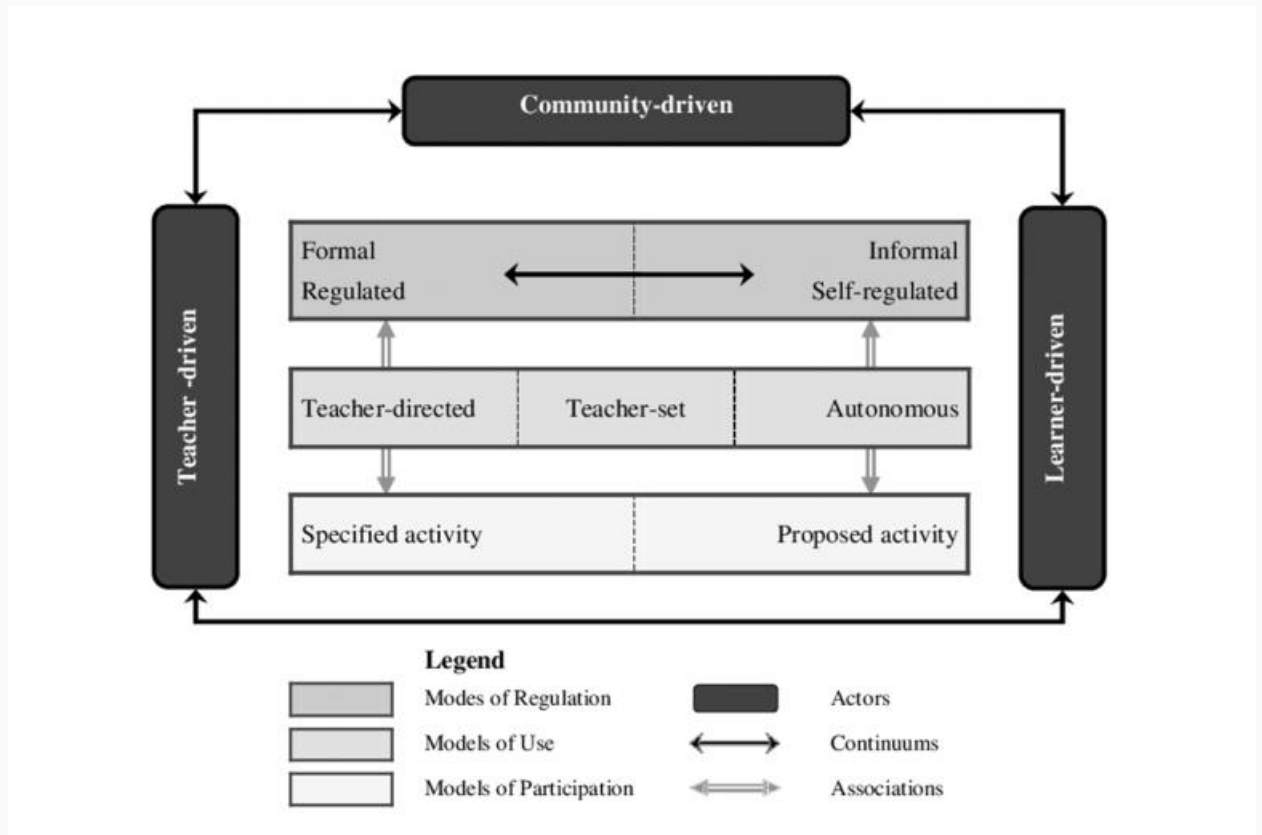 Community-driven
Teacher -driven
Formal
Informal
Regulated
Self-regulated
Teacher-directed
Teacher-set
Autonomous
Specified activity
Proposed activity
Learner-driven
Legend
Modes of Regulation
Actors
Models of Use
Continuums
Models of Participation
Associations